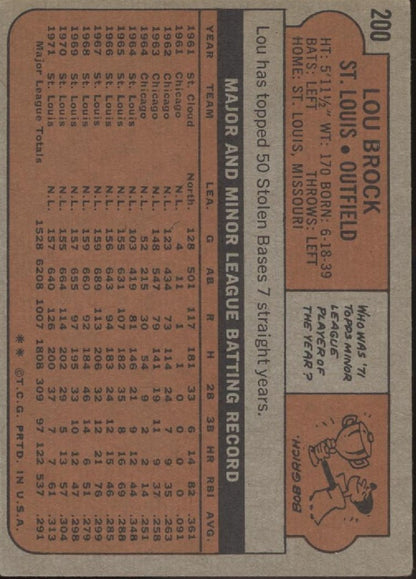 200
LOU BROCK
ST. LOUIS • OUTFIELD
HT: 5'11½" WT: 170 BORN: 6-18-39
BATS: LEFT THROWS: LEFT
HOME: ST. LOUIS, MISSOURI
WHO WAS '71
TOPPS MINOR
LEAGUE
PLAYER OF
THE YEAR?
BOB GRICH.
Lou has topped 50 Stolen Bases 7 straight years.
MAJOR AND MINOR LEAGUE BATTING RECORD
YEAR TEAM LEA. G AB R H 2B 3B HR RBI AVG.
1961 St. Cloud North. 128 501 117 181 33 6 14 82 .361
1961 Chicago N.L. 4 11 1 1 0 0 0 0 .091
1962 Chicago N.L. 123 434 73 114 24 7 9 35 .263
1963 Chicago N.L. 148 547 79 141 19 11 9 37 .258
1964 Chicago N.L. 52 215 30 54 9 2 2 14 .251
1964 St. Louis N.L. 103 419 81 146 21 9 12 44 .348
1965 St. Louis N.L. 155 631 107 182 35 8 16 69 .288
1966 St. Louis N.L. 156 643 94 183 24 12 15 46 .285
1967 St. Louis N.L. 159 689 113 206 32 12 21 76 .299
1968 St. Louis N.L. 159 660 92 184 46 14 6 51 .279
1969 St. Louis N.L. 157 655 97 195 33 10 12 47 .298
1970 St. Louis N.L. 155 664 114 202 29 5 13 57 .304
1971 St. Louis N.L. 157 640 126 200 37 7 7 61 .313
Major League Totals 1528 6208 1007 1808 309 97 122 537 .291
** © T.C.G. PRTD. IN U.S.A.